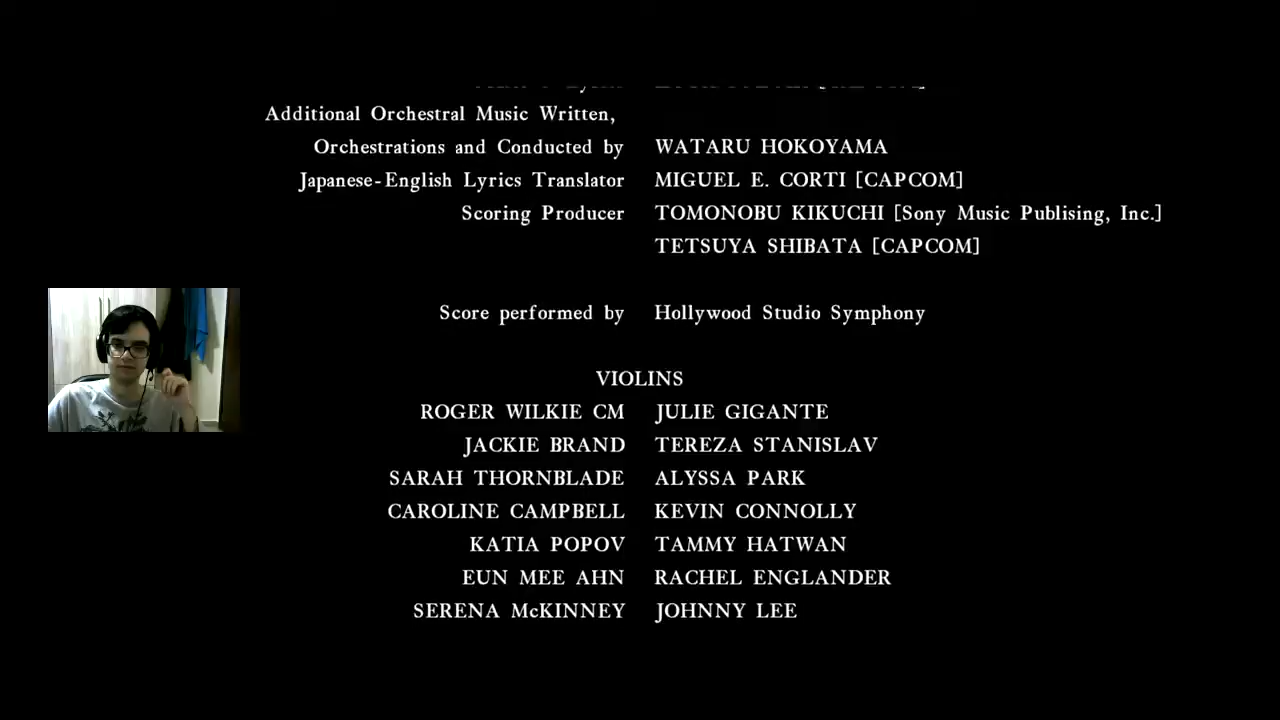 Additional Orchestral Music Written,
Orchestrations and Conducted by WATARU HOKOYAMA
Japanese-English Lyrics Translator MIGUEL E. CORTI [CAPCOM]
Scoring Producer TOMONOBU KIKUCHI [Sony Music Publising, Inc.]
TETSUYA SHIBATA [CAPCOM]
Score performed by Hollywood Studio Symphony
VIOLINS
ROGER WILKIE CM JULIE GIGANTE
JACKIE BRAND TEREZA STANISLAV
SARAH THORNBLADE ALYSSA PARK
CAROLINE CAMPBELL KEVIN CONNOLLY
KATIA POPOV TAMMY HATWAN
EUN MEE AHN RACHEL ENGLANDER
SERENA McKINNEY JOHNNY LEE